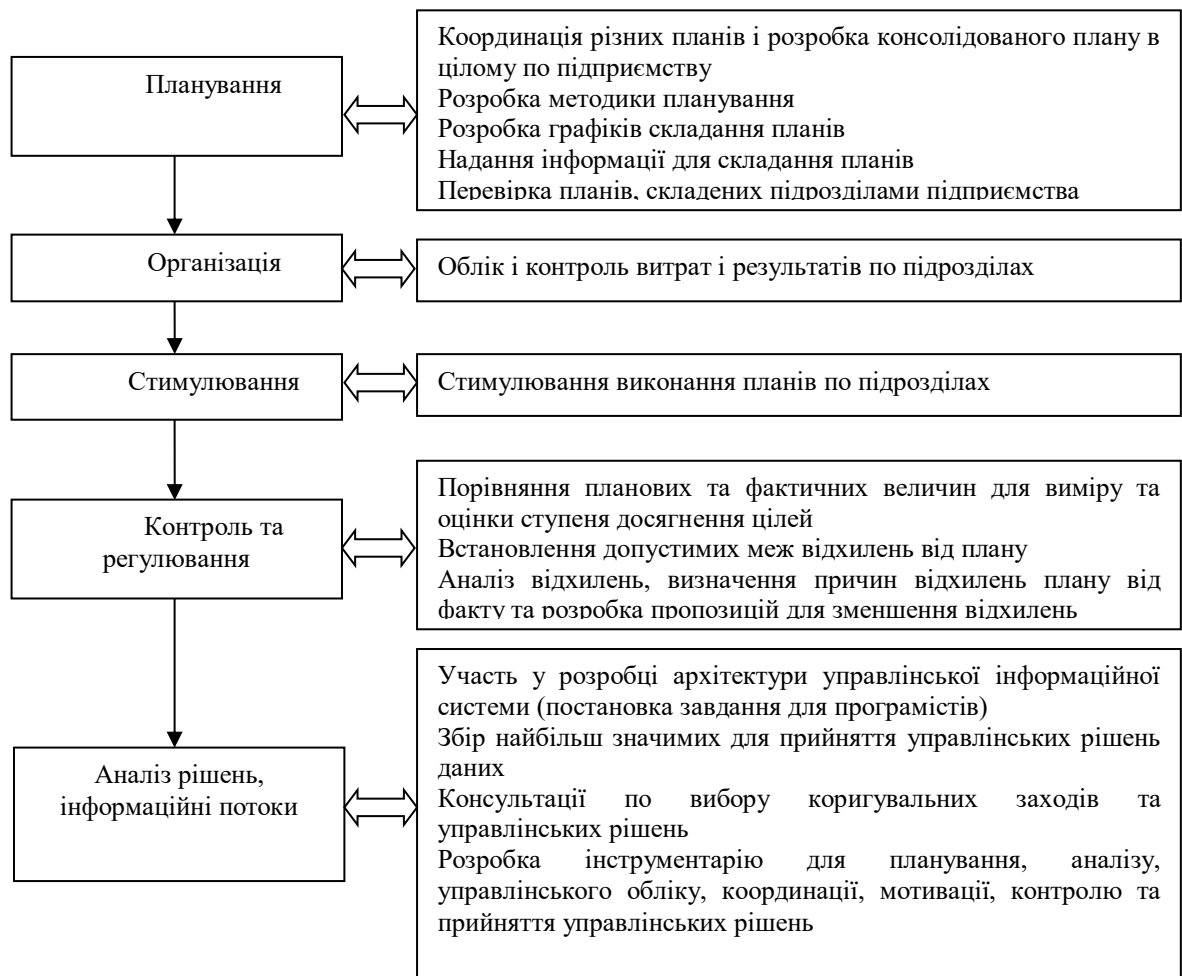 Планування
Координація різних планів і розробка консолідованого плану в
цілому по підприємству
Розробка методики планування
Розробка графіків складання планів
Надання інформації для складання планів
Перевірка планів, складених підрозділами підприємства
Організація
Облік і контроль витрат і результатів по підрозділах
Стимулювання
Стимулювання виконання планів по підрозділах
Контроль та
регулювання
Порівняння планових та фактичних величин для виміру та
оцінки ступеня досягнення цілей
Встановлення допустимих меж відхилень від плану
Аналіз відхилень, визначення причин відхилень плану від
факту та розробка пропозицій для зменшення відхилень
Аналіз рішень,
інформаційні потоки
Участь у розробці архітектури управлінської інформаційної
системи (постановка завдання для програмістів)
Збір найбільш значимих для прийняття управлінських рішень
даних
Консультації по вибору коригувальних заходів та
управлінських рішень
Розробка інструментарію для планування, аналізу,
управлінського обліку, координації, мотивації, контролю та
прийняття управлінських рішень